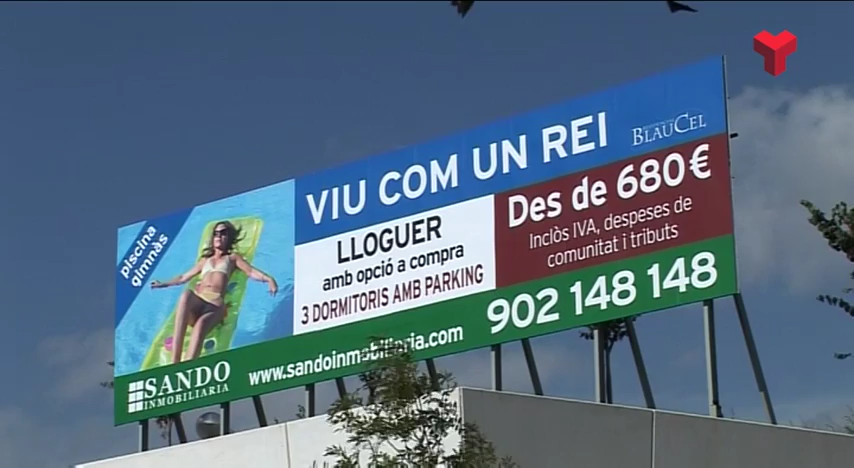 VIU COM UN REI
BLAUCEL
piscina
gimnàs
LLOGUER
amb opció a compra
3 DORMITORIS AMB PARKING
Des de 680€
Inclòs IVA, despeses de
comunitat i tributs
SANDO
INMOBILIARIA
www.sandoinmobiliaria.com
902 148 148